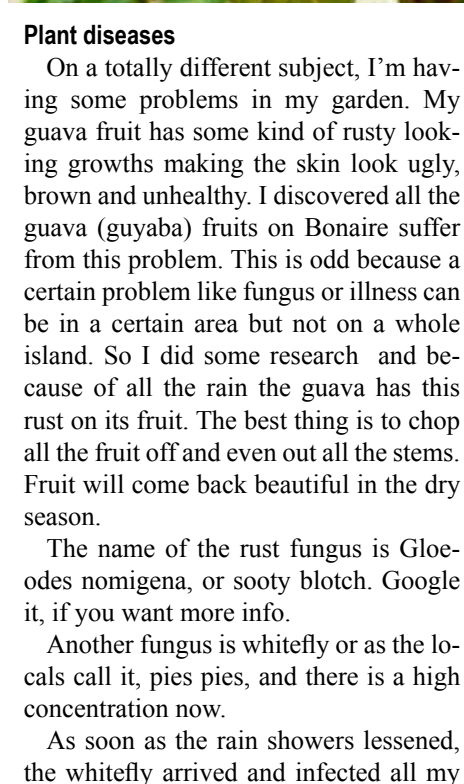 Plant diseases
On a totally different subject, I'm hav-
ing some problems in my garden. My
guava fruit has some kind of rusty look-
ing growths making the skin look ugly,
brown and unhealthy. I discovered all the
guava (guyaba) fruits on Bonaire suffer
from this problem. This is odd because a
certain problem like fungus or illness can
be in a certain area but not on a whole
island. So I did some research and be-
cause of all the rain the guava has this
rust on its fruit. The best thing is to chop
all the fruit off and even out all the stems.
Fruit will come back beautiful in the dry
season.
The name of the rust fungus is Gloe-
odes nomigena, or sooty blotch. Google
it, if you want more info.
Another fungus is whitefly or as the lo-
cals call it, pies pies, and there is a high
concentration now.
As soon as the rain showers lessened,
the whitefly arrived and infected all my